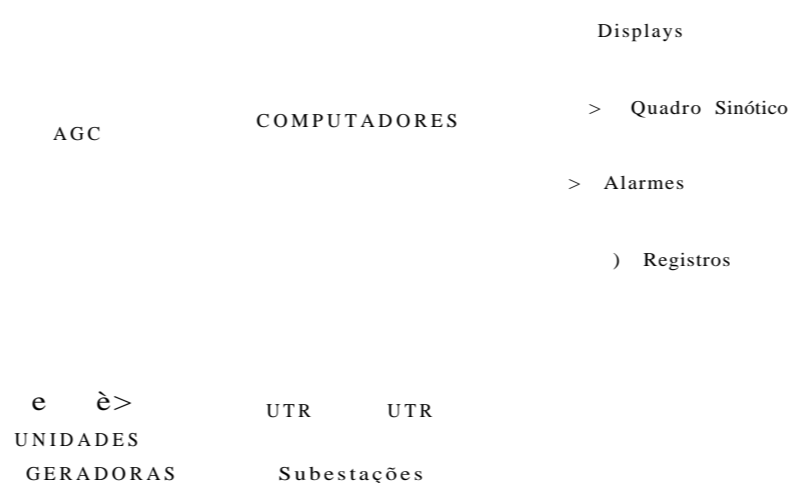 Displays
> Quadro Sinótico
COMPUTADORES
AGC
> Alarmes
) Registros
e è>
UTR UTR
UNIDADES
GERADORAS Subestações